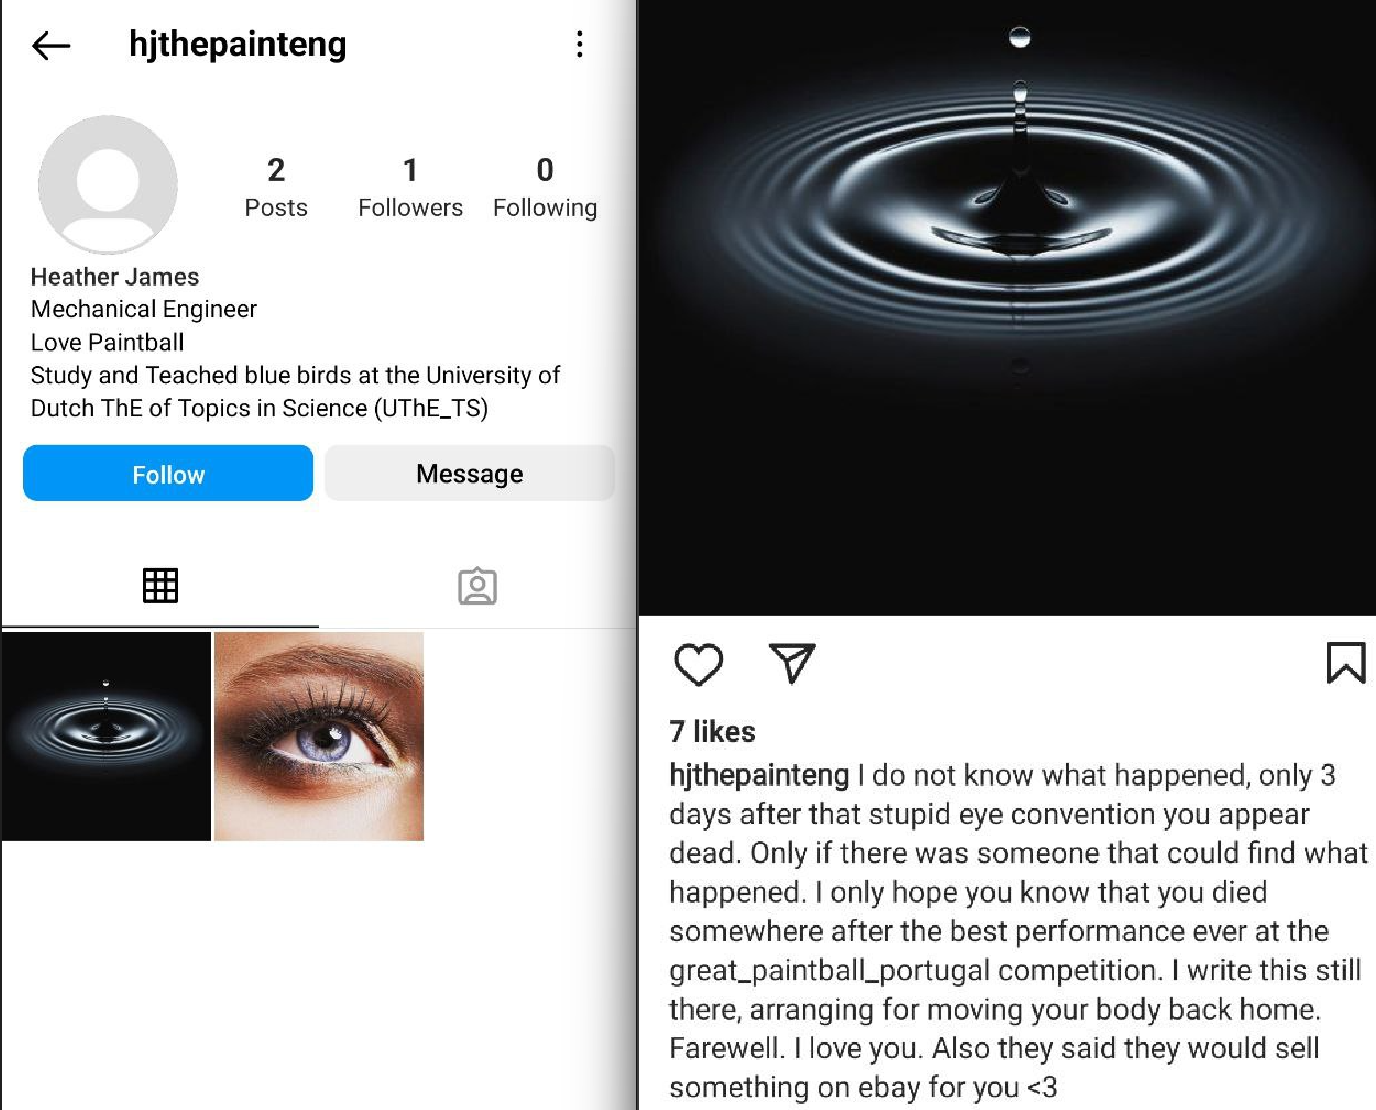 hjthepainteng
2 1 0
Posts Followers Following
Heather James
Mechanical Engineer
Love Paintball
Study and Teached blue birds at the University of
Dutch ThE of Topics in Science (UThE_TS)
Follow Message
7 likes
hjthepainteng I do not know what happened, only 3
days after that stupid eye convention you appear
dead. Only if there was someone that could find what
happened. I only hope you know that you died
somewhere after the best performance ever at the
great_paintball_portugal competition. I write this still
there, arranging for moving your body back home.
Farewell. I love you. Also they said they would sell
something on ebay for you <3